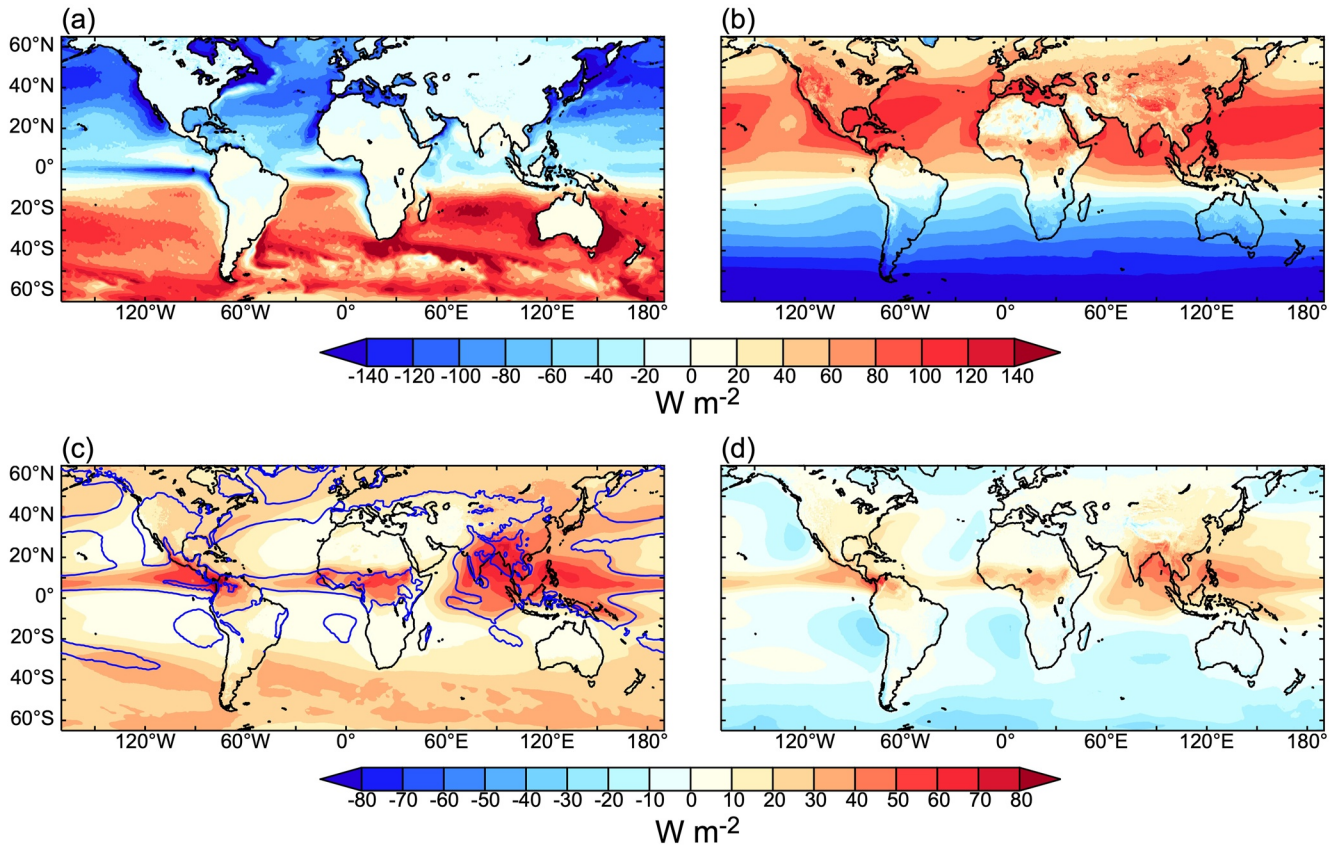 (a) (b)
60°N
40°N
20°N
0°
20°S
40°S
60°S
120°W 60°W 0° 60°E 120°E 180° 120°W 60°W 0° 60°E 120°E 180°
-140 -120 -100 -80 -60 -40 -20 0 20 40 60 80 100 120 140
W m-2
(c) (d)
60°N
40°N
20°N
0°
20°S
40°S
60°S
120°W 60°W 0° 60°E 120°E 180° 120°W 60°W 0° 60°E 120°E 180°
-80 -70 -60 -50 -40 -30 -20 -10 0 10 20 30 40 50 60 70 80
W m-2